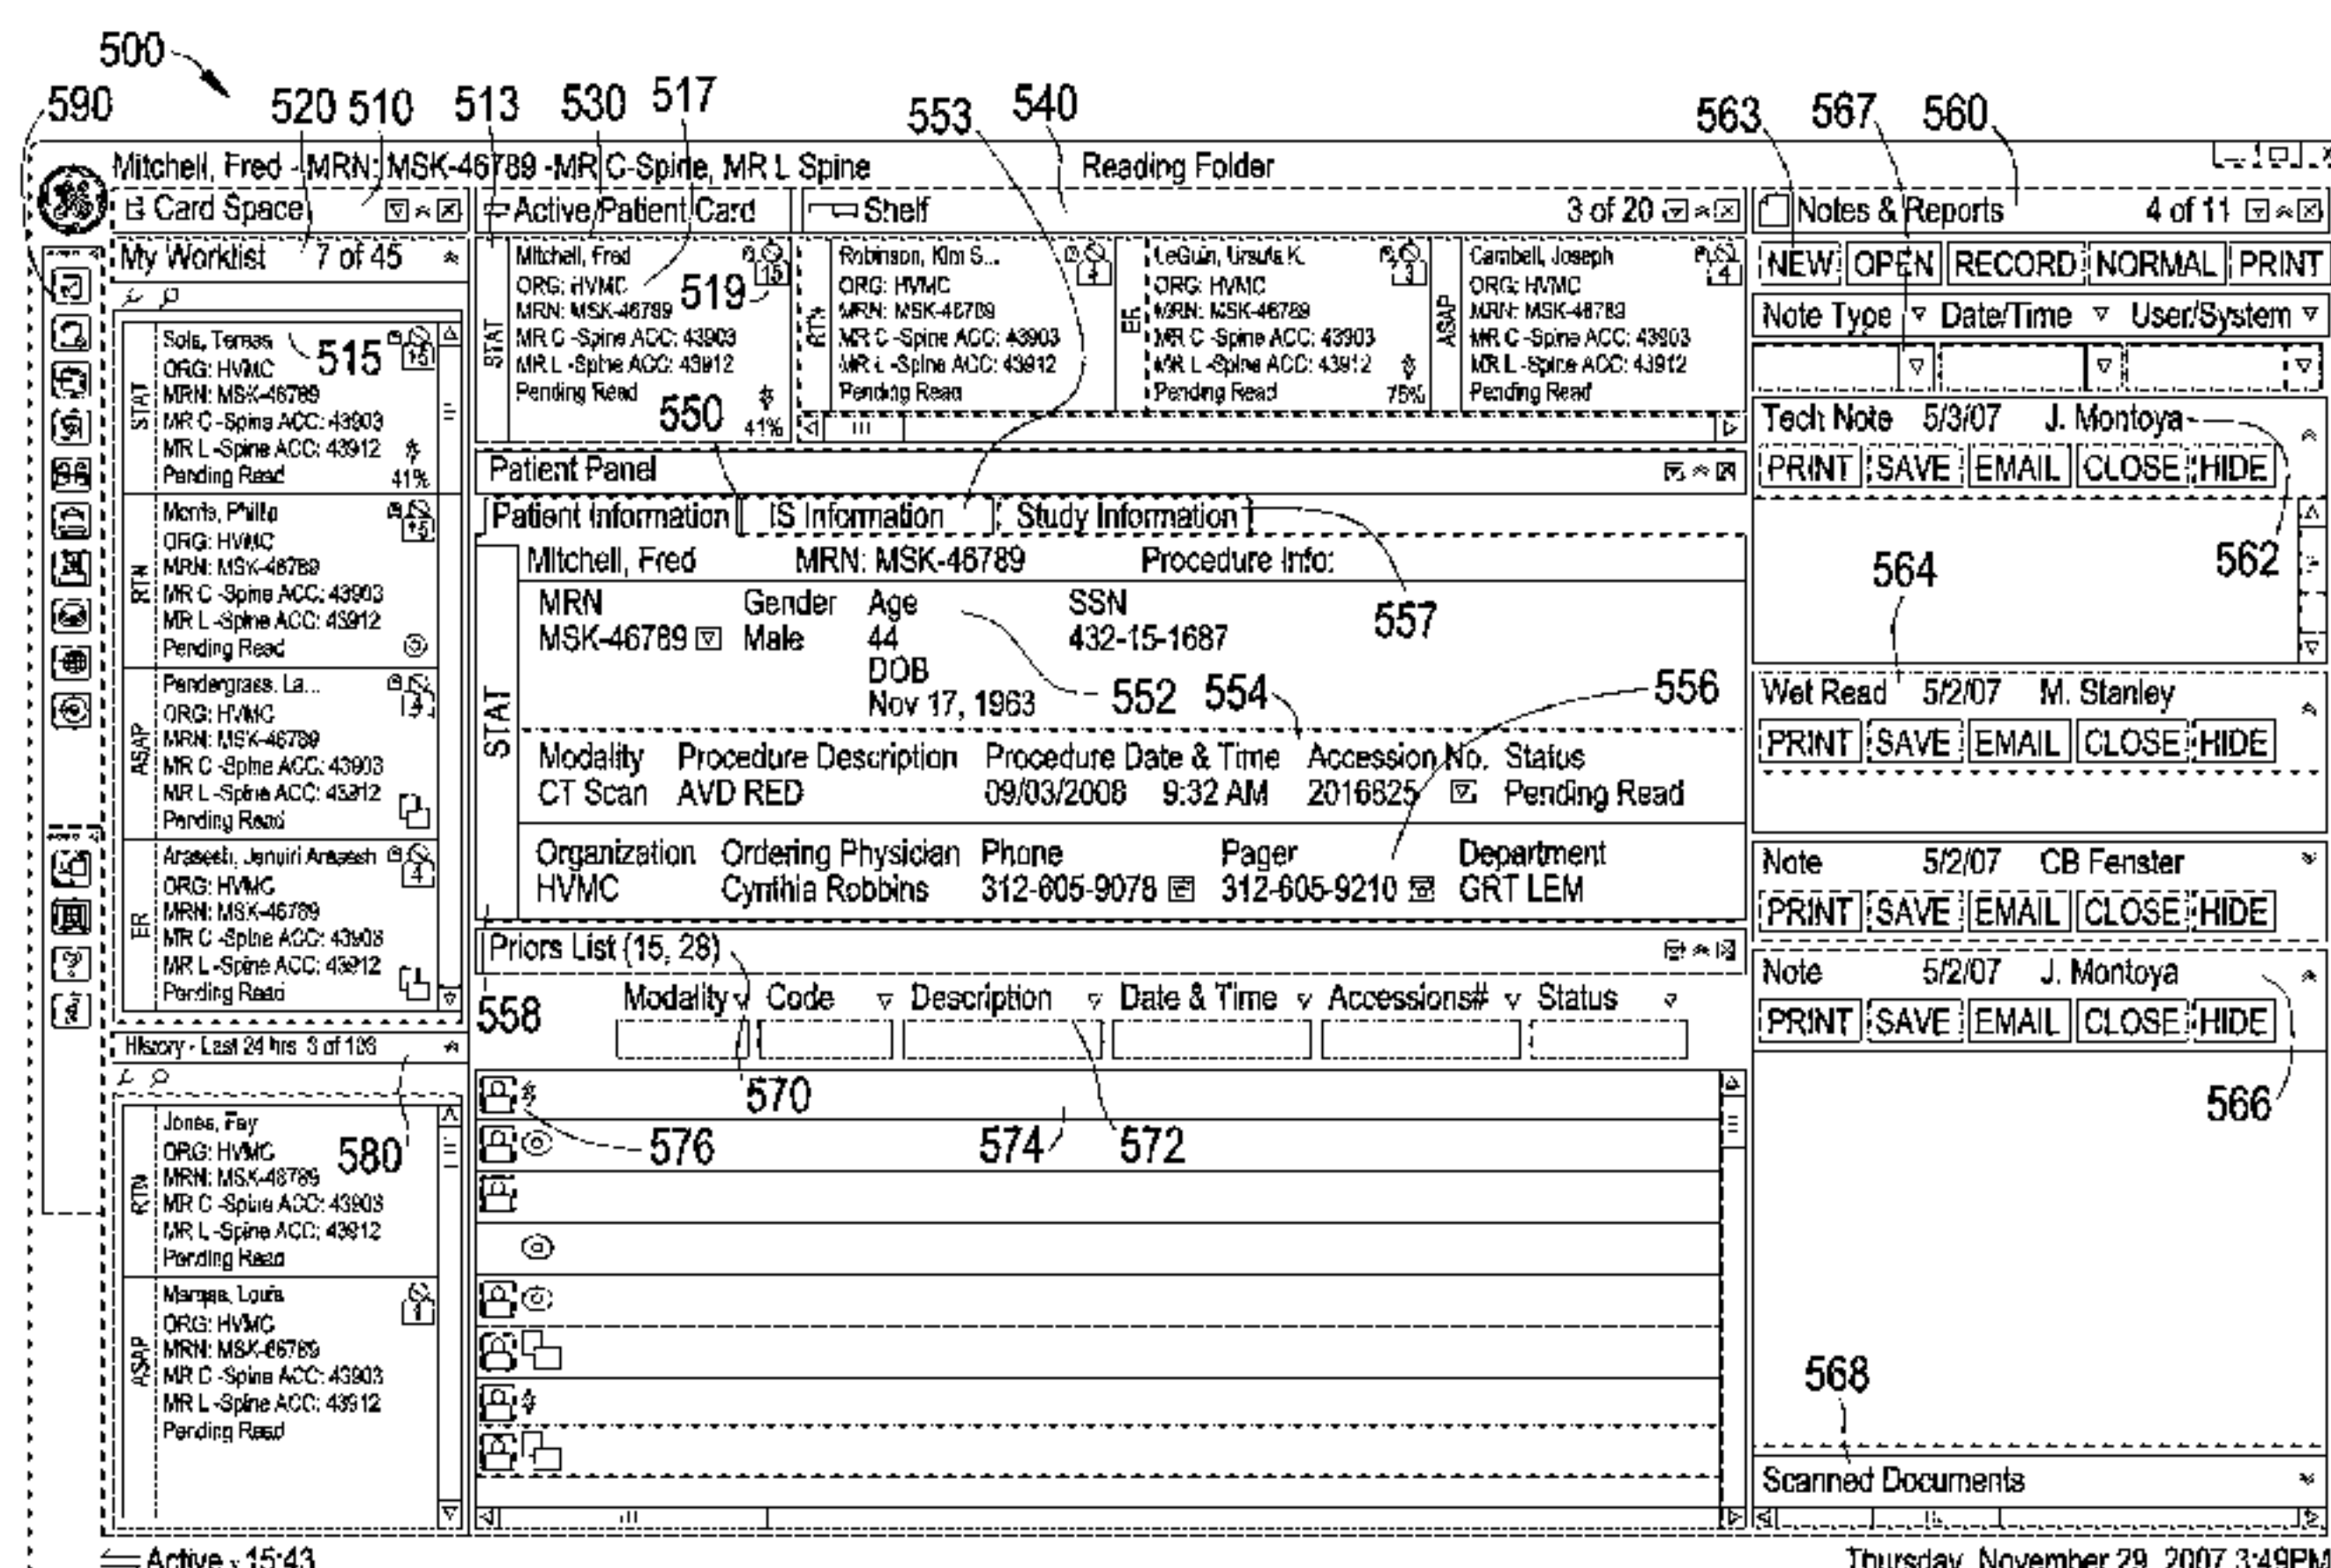 500
590 520 510 513 530 517 553 540 563 567 560
Mitchell, Fred - MRN: MSK-46789 -MR C-Spine, MR L Spine Reading Folder
Card Space
My Worklist 7 of 45
STAT
Sola, Teresa
515
15
ORG: HVMC
MRN: MSK-46789
MR C -Spine ACC: 43903
MR L -Spine ACC: 43912
Pending Read 41%
RTN
Morris, Phillip
15
ORG: HVMC
MRN: MSK-46789
MR C -Spine ACC: 43903
MR L -Spine ACC: 43912
Pending Read
ASAP
Pendergrass, La...
ORG: HVMC
MRN: MSK-46789
MR C -Spine ACC: 43903
MR L -Spine ACC: 43912
Pending Read
ER
4
ORG: HVMC
MRN: MSK-46789
MR C -Spine ACC: 43903
MR L -Spine ACC: 43912
Pending Read
History - Last 24 hrs 3 of 103
580
RTN
Jones, Fay
ORG: HVMC
MRN: MSK-46789
MR C -Spine ACC: 43903
MR L -Spine ACC: 43912
Pending Read
ASAP
Louis
ORG: HVMC
MR C -Spine ACC: 43903
MR L -Spine ACC: 43912
Pending Read
Active - 15:43
Active Patient Card
STAT
Mitchell, Fred
ORG: HVMC
519
15
MRN: MSK-46789
MR C -Spine ACC: 43903
MR L -Spine ACC: 43912
Pending Read
550
41%
Shelf 3 of 20
RTN
Robinson, Kim S...
4
ORG: HVMC
MRN: MSK-46789
MR C -Spine ACC: 43903
MR L -Spine ACC: 43912
Pending Read
ER
LeGuin, Ursula K.
3
ORG: HVMC
MRN: MSK-46789
MR C -Spine ACC: 43903
MR L -Spine ACC: 43912
Pending Read 75%
ASAP
Cambell, Joseph
4
ORG: HVMC
MRN: MSK-46789
MR C -Spine ACC: 43903
MR L -Spine ACC: 43912
Pending Read
Patient Panel
Patient Information IS Information Study Information
STAT
Mitchell, Fred MRN: MSK-46789 Procedure Info:
MRN Gender Age SSN
MSK-46789 Male 44 432-15-1687
557
DOB
Nov 17, 1963
552 554 556
Modality Procedure Description Procedure Date & Time Accession No. Status
CT Scan AVD RED 09/03/2008 9:32 AM 2016825 Pending Read
Organization Ordering Physician Phone Pager Department
HVMC Cynthia Robbins 312-605-9078 312-605-9210 GRT LEM
Priors List (15, 28)
558
Modality Code Description Date & Time Accessions# Status
570
576 574 572
Notes & Reports 4 of 11
NEW OPEN RECORD NORMAL PRINT
Note Type Date/Time User/System
Tech Note 5/3/07 J. Montoya
PRINT SAVE EMAIL CLOSE HIDE
564 562
Wet Read 5/2/07 M. Stanley
PRINT SAVE EMAIL CLOSE HIDE
Note 5/2/07 CB Fenster
PRINT SAVE EMAIL CLOSE HIDE
Note 5/2/07 J. Montoya
PRINT SAVE EMAIL CLOSE HIDE
566
568
Scanned Documents
Thursday, November 29, 2007 3:49PM